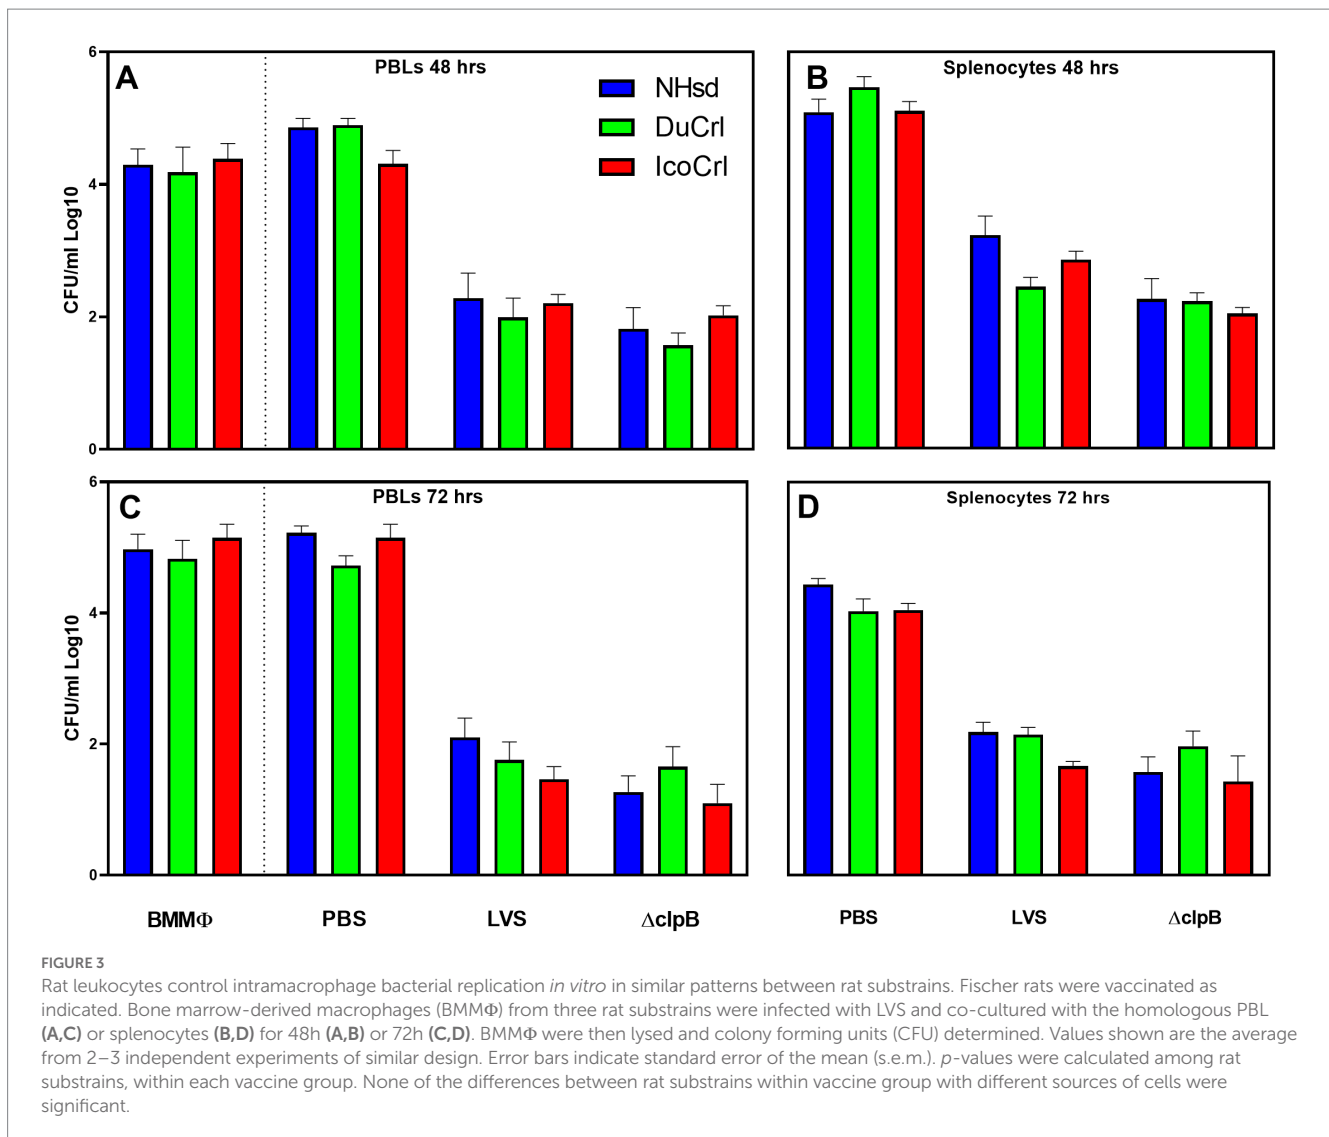 A
PBLs 48 hrs
NHsd
DuCrl
IcoCrl
6
4
2
0
CFU/ml Log10
B
Splenocytes 48 hrs
C
PBLs 72 hrs
6
4
2
0
CFU/ml Log10
D
Splenocytes 72 hrs
BMMΦ PBS LVS ΔclpB
PBS LVS ΔclpB
FIGURE 3
Rat leukocytes control intramacrophage bacterial replication in vitro in similar patterns between rat substrains. Fischer rats were vaccinated as
indicated. Bone marrow-derived macrophages (BMMΦ) from three rat substrains were infected with LVS and co-cultured with the homologous PBL
(A,C) or splenocytes (B,D) for 48h (A,B) or 72h (C,D). BMMΦ were then lysed and colony forming units (CFU) determined. Values shown are the average
from 2–3 independent experiments of similar design. Error bars indicate standard error of the mean (s.e.m.). p-values were calculated among rat
substrains, within each vaccine group. None of the differences between rat substrains within vaccine group with different sources of cells were
significant.